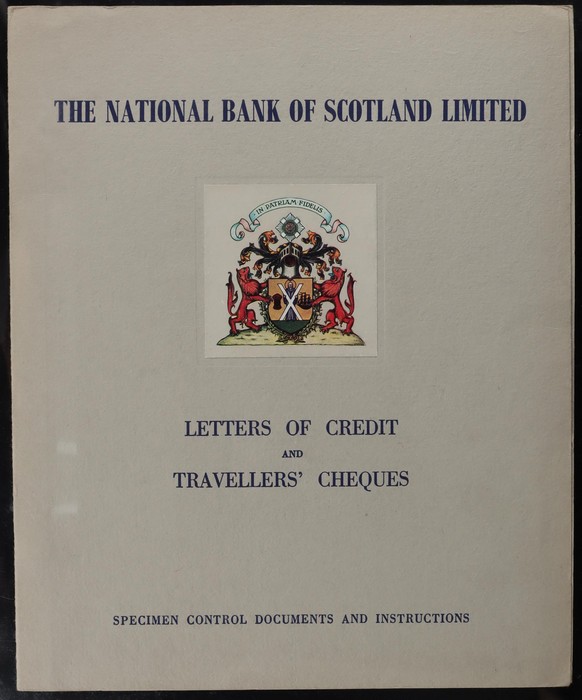 THE NATIONAL BANK OF SCOTLAND LIMITED
IN PATRIAM FIDELIS
LETTERS OF CREDIT
AND
TRAVELLERS’ CHEQUES
SPECIMEN CONTROL DOCUMENTS AND INSTRUCTIONS